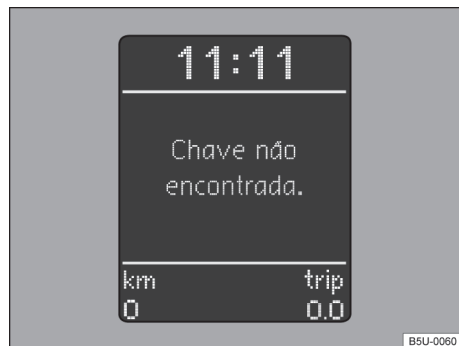 11:11
Chave não
encontrada.
km trip
0 0.0
B5U-0060